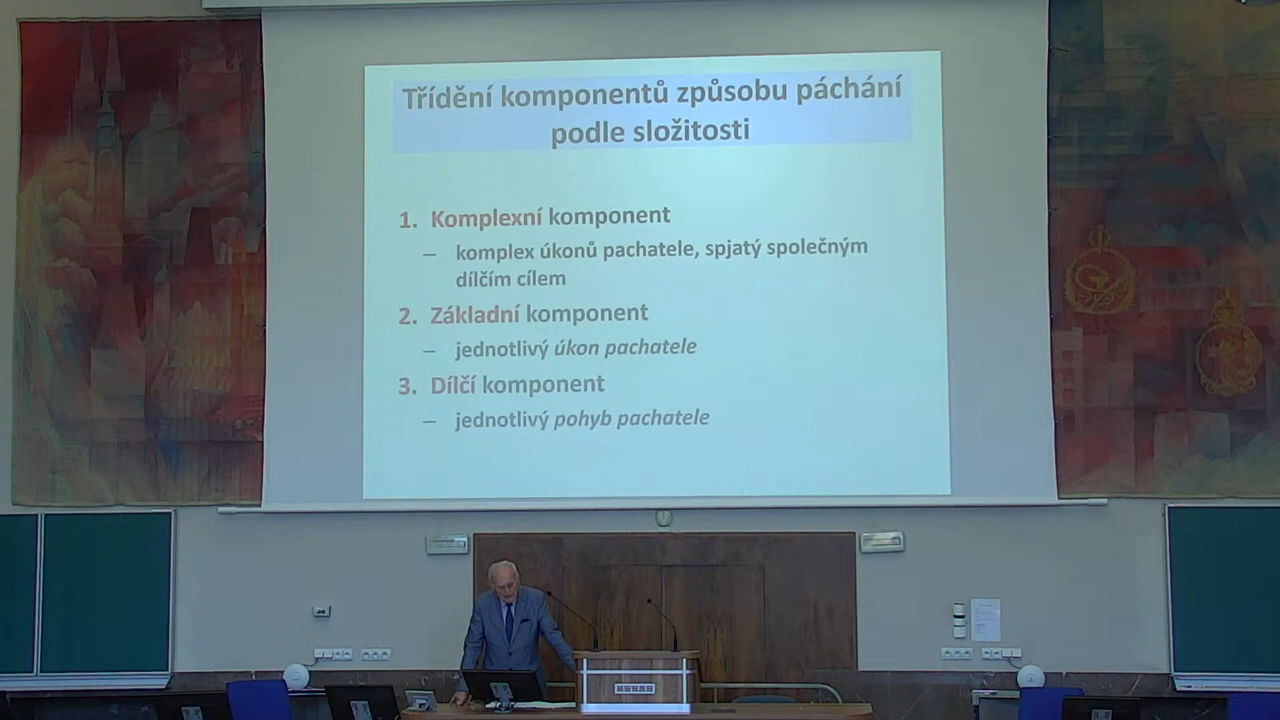 Třídění komponentů způsobu páchání
podle složitosti
1. Komplexní komponent
– komplex úkonů pachatele, spjatý společným
dílčím cílem
2. Základní komponent
– jednotlivý úkon pachatele
3. Dílčí komponent
– jednotlivý pohyb pachatele